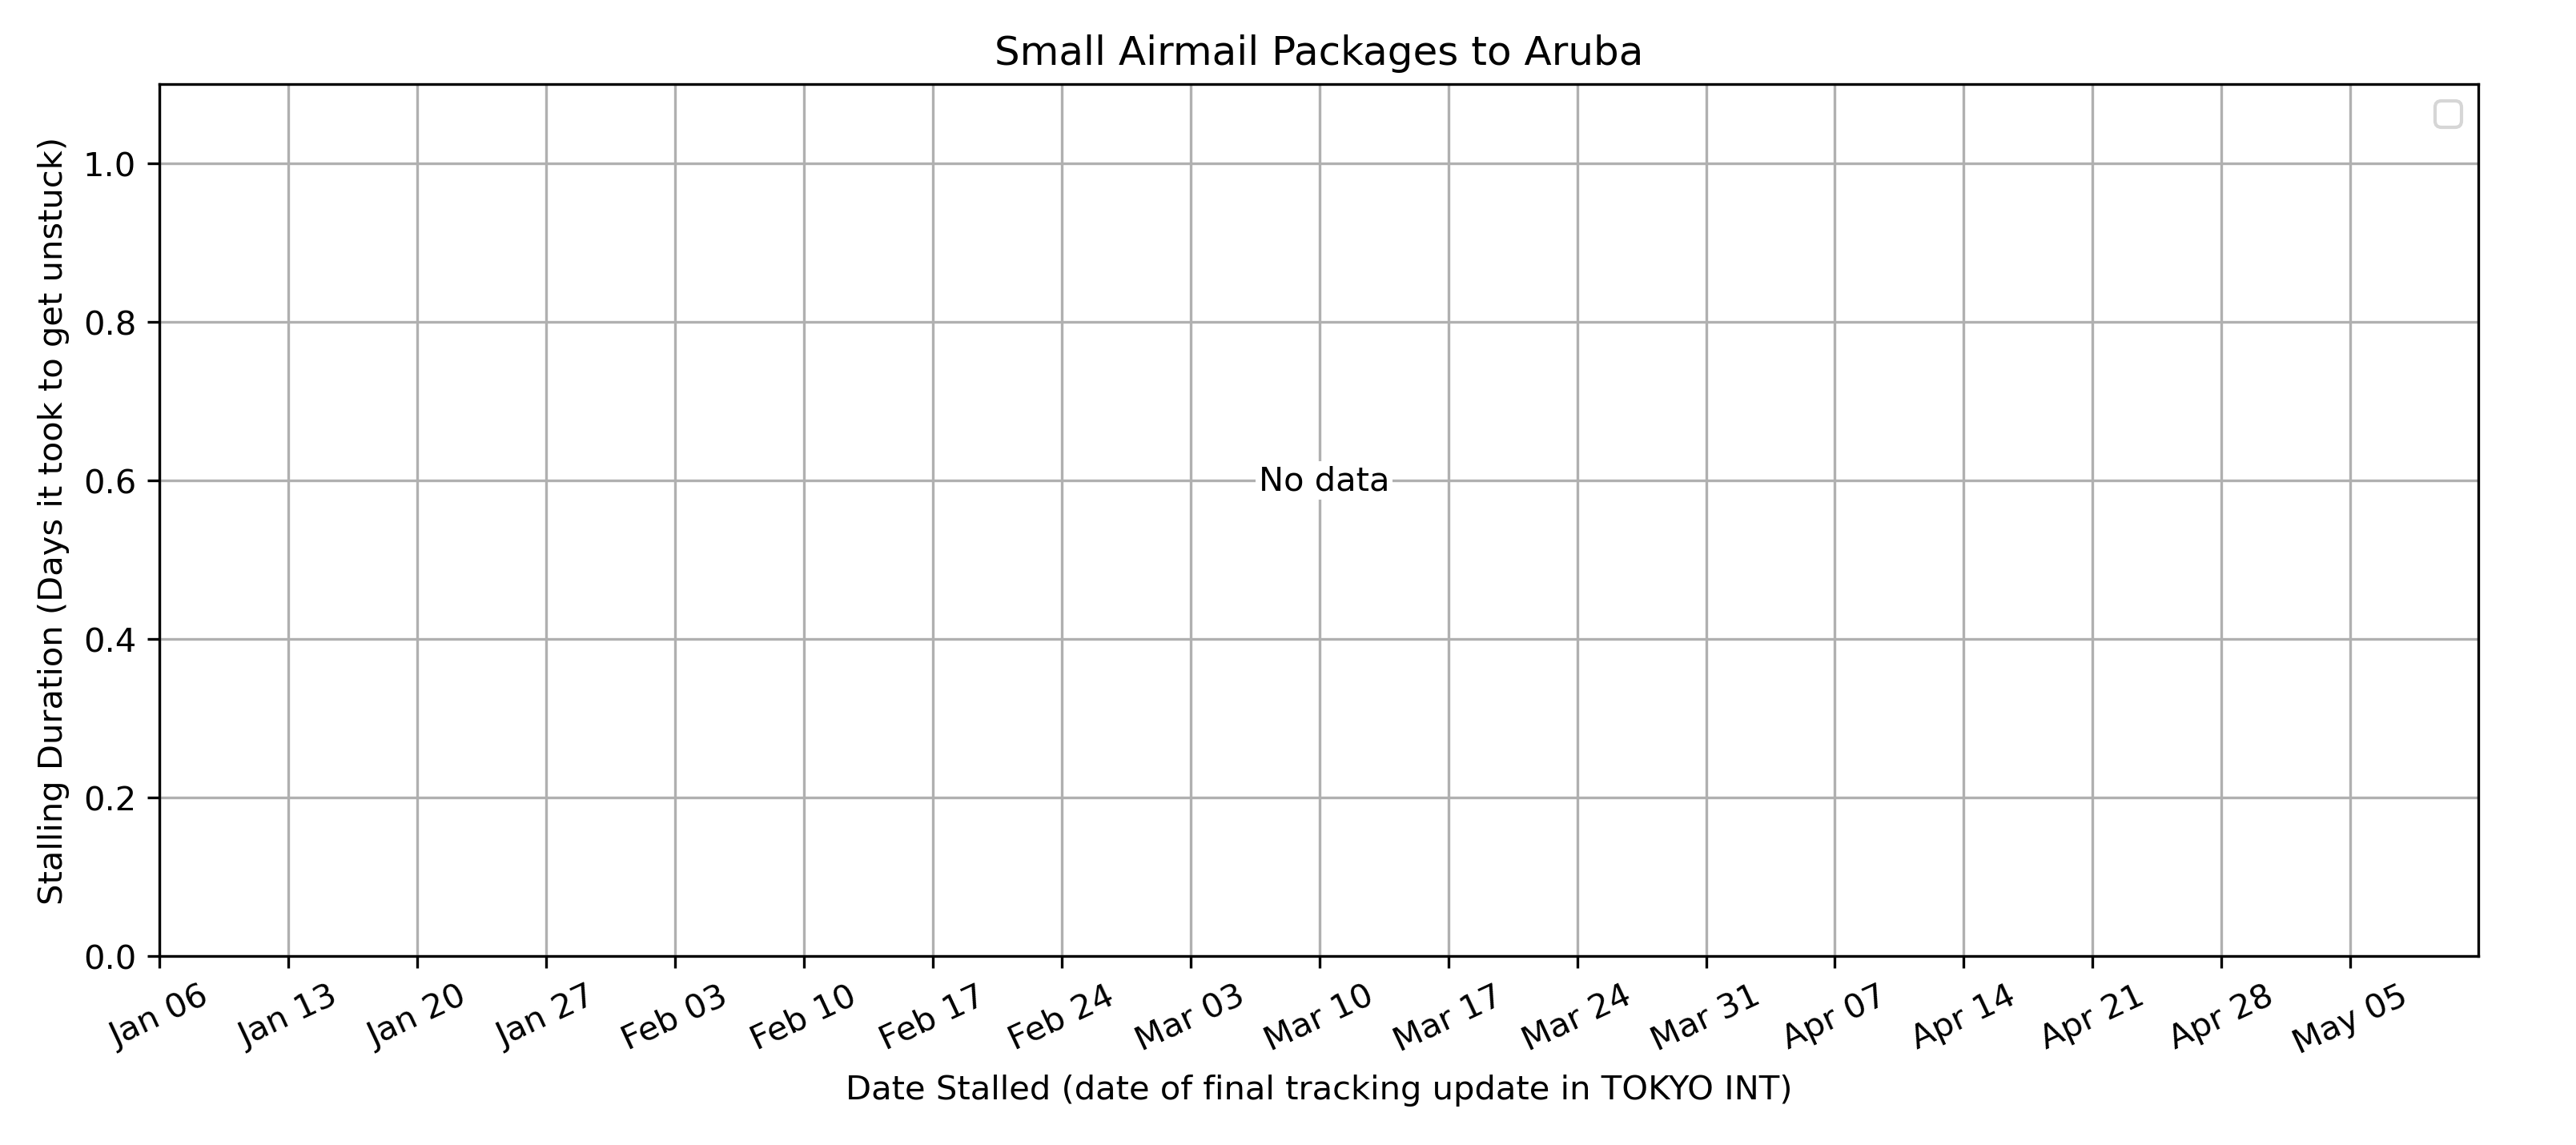 Small Airmail Packages to Aruba
Stalling Duration (Days it took to get unstuck)
1.0
0.8
0.6
0.4
0.2
0.0
No data
Jan 06
Jan 13
Jan 20
Jan 27
Feb 03
Feb 10
Feb 17
Feb 24
Mar 03
Mar 10
Mar 17
Mar 24
Mar 31
Apr 07
Apr 14
Apr 21
Apr 28
May 05
Date Stalled (date of final tracking update in TOKYO INT)